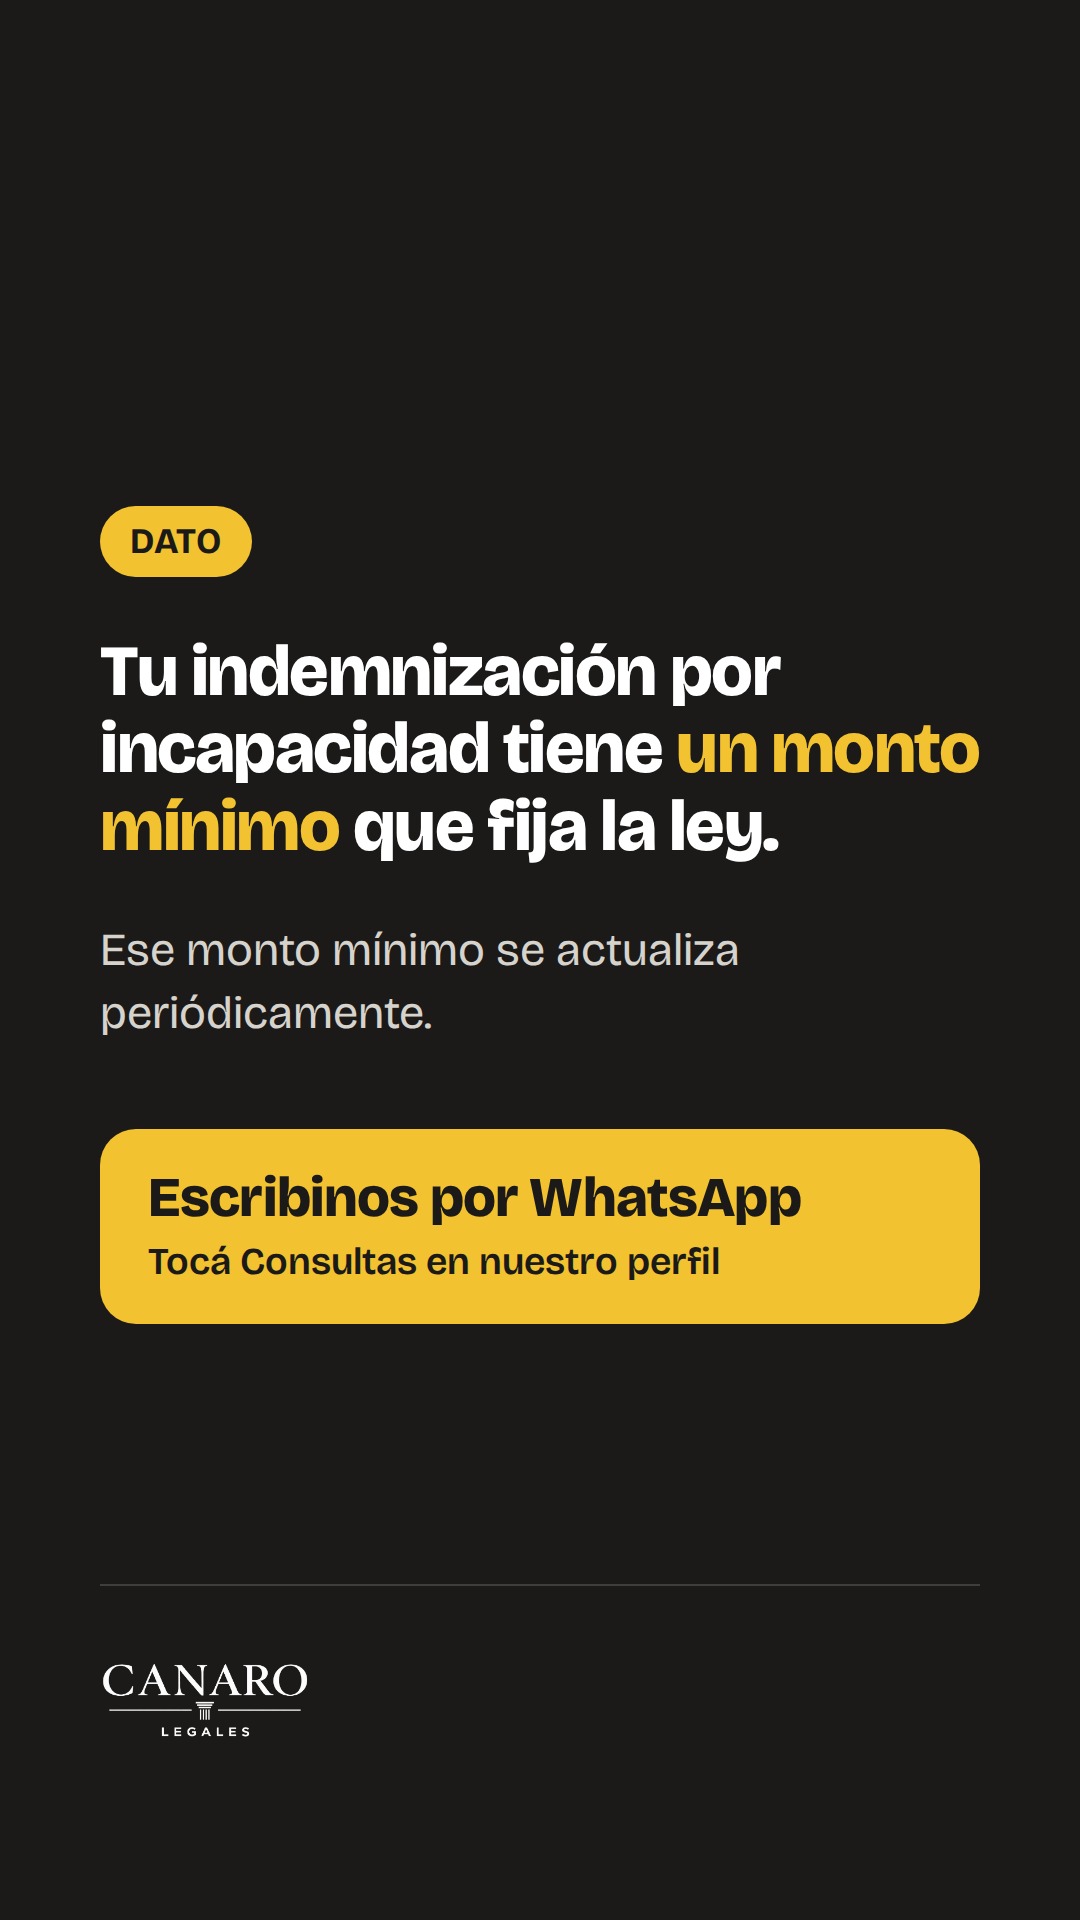 DATO
Tu indemnización por
incapacidad tiene un monto
mínimo que fija la ley.
Ese monto mínimo se actualiza
periódicamente.
Escribinos por WhatsApp
Tocá Consultas en nuestro perfil
CANARO
LEGALES